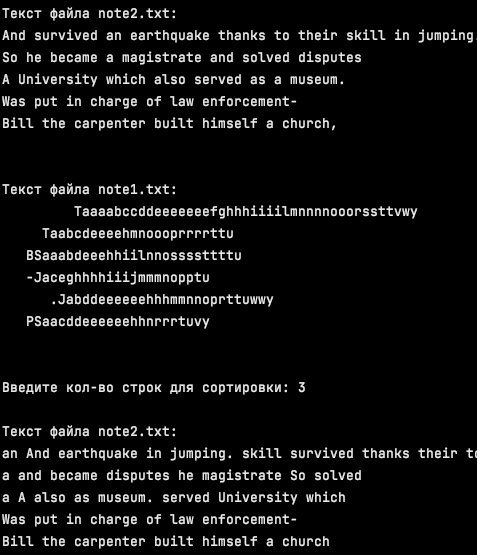 Текст файла note2.txt:
And survived an earthquake thanks to their skill in jumping.
So he became a magistrate and solved disputes
A University which also served as a museum.
Was put in charge of law enforcement-
Bill the carpenter built himself a church,
Текст файла note1.txt:
Taaaabccddeeeeeeefghhhiiiilmnnnnooorssttvwy
Taabcdeeeehmnoooprrrrttu
BSaaabdeeehhiilnnosssssttttu
-Jaceghhhhiiijmmmnopptu
.Jabddeeeeeehhhmmnnoprttuwwy
PSaacddeeeeeehhnrrrtuvy
Введите кол-во строк для сортировки: 3
Текст файла note2.txt:
an And earthquake in jumping. skill survived thanks their to
a and became disputes he magistrate So solved
a A also as museum. served University which
Was put in charge of law enforcement-
Bill the carpenter built himself a church